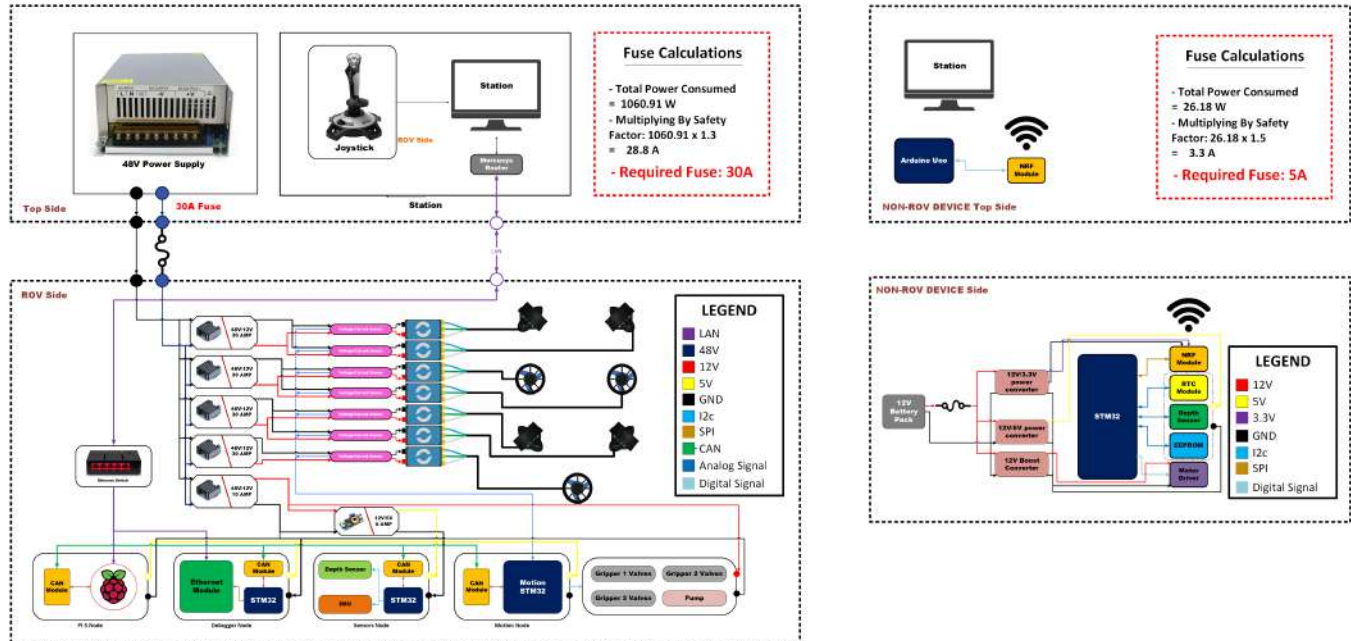 48V Power Supply
Joystick
ROV Side
Station
Mercusys
Router
Station
Fuse Calculations
- Total Power Consumed
= 1060.91 W
- Multiplying By Safety
Factor: 1060.91 x 1.3
= 28.8 A
- Required Fuse: 30A
Top Side
30A Fuse
LAN
Station
Arduino Uno
NRF
Module
Fuse Calculations
- Total Power Consumed
= 26.18 W
- Multiplying By Safety
Factor: 26.18 x 1.5
= 3.3 A
- Required Fuse: 5A
NON-ROV DEVICE Top Side
ROV Side
48V-12V
30 AMP
48V-12V
30 AMP
48V-12V
30 AMP
48V-12V
30 AMP
48V-12V
10 AMP
12V/5V
Ethernet Switch
LEGEND
LAN
48V
12V
5V
GND
I2c
SPI
CAN
Analog Signal
Digital Signal
CAN
Module
Pi 5 Node
Ethernet
Module
CAN
Module
STM32
Debugger Node
Depth Sensor
IMU
CAN
Module
STM32
Sensors Node
CAN
Module
Motion
STM32
Motion Node
Gripper 1 Valves
Gripper 2 Valves
Gripper 3 Valves
Pump
NON-ROV DEVICE Side
12V
Battery
Pack
12V/3.3V
power
converter
12V/5V power
converter
12V Boost
Converter
STM32
NRF
Module
RTC
Module
Depth
Sensor
EEPROM
Motor
Driver
LEGEND
12V
5V
3.3V
GND
I2c
SPI
Digital Signal